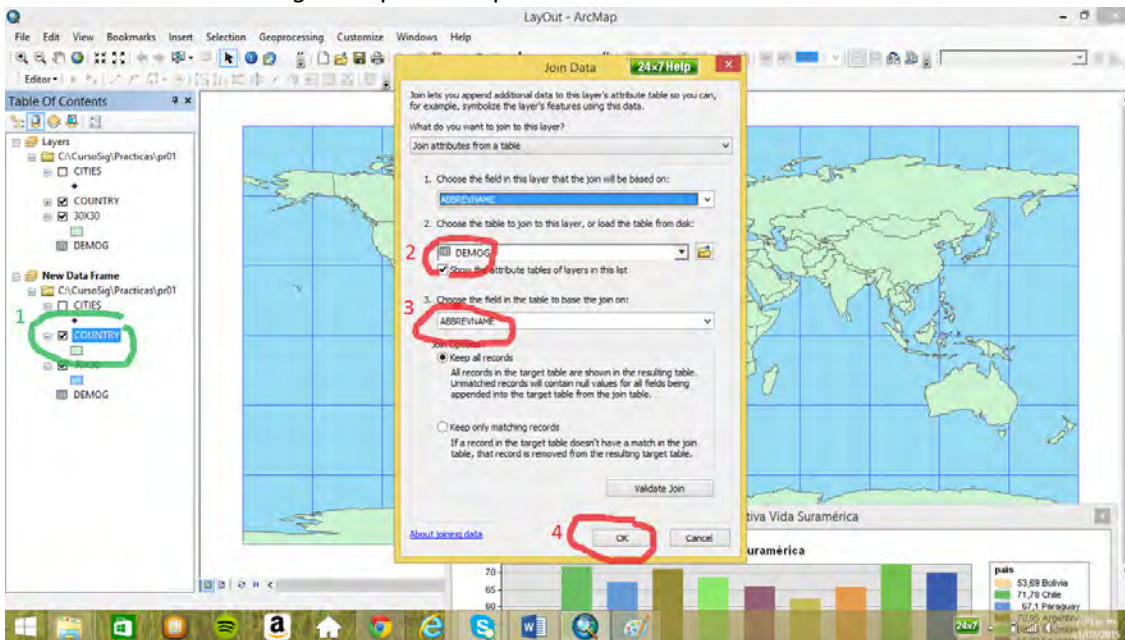 LayOut - ArcMap
File Edit View Bookmarks Insert Selection Geoprocessing Customize Windows Help
Editor
Join Data
24x7 Help
Table Of Contents
Layers
C:\CursoSig\Practicas\pr01
CITIES
COUNTRY
30X30
DEMOG
New Data Frame
C:\CursoSig\Practicas\pr01
CITIES
1
COUNTRY
DEMOG
Join lets you append additional data to this layer's attribute table so you can,
for example, symbolize the layer's features using this data.
What do you want to join to this layer?
Join attributes from a table
1. Choose the field in this layer that the join will be based on:
ABBREVNAME
2. Choose the table to join to this layer, or load the table from disk:
2
DEMOG
Show the attribute tables of layers in this list
3. Choose the field in the table to base the join on:
3
ABBREVNAME
Join Options
Keep all records
All records in the target table are shown in the resulting table.
Unmatched records will contain null values for all fields being
appended into the target table from the join table.
Keep only matching records
If a record in the target table doesn't have a match in the join
table, that record is removed from the resulting target table.
Validate Join
About joining data
4
OK
Cancel
tiva Vida Suramérica
uramérica
70
65
60
pais
53,69 Bolivia
71,78 Chile
67,1 Paraguay
24x7